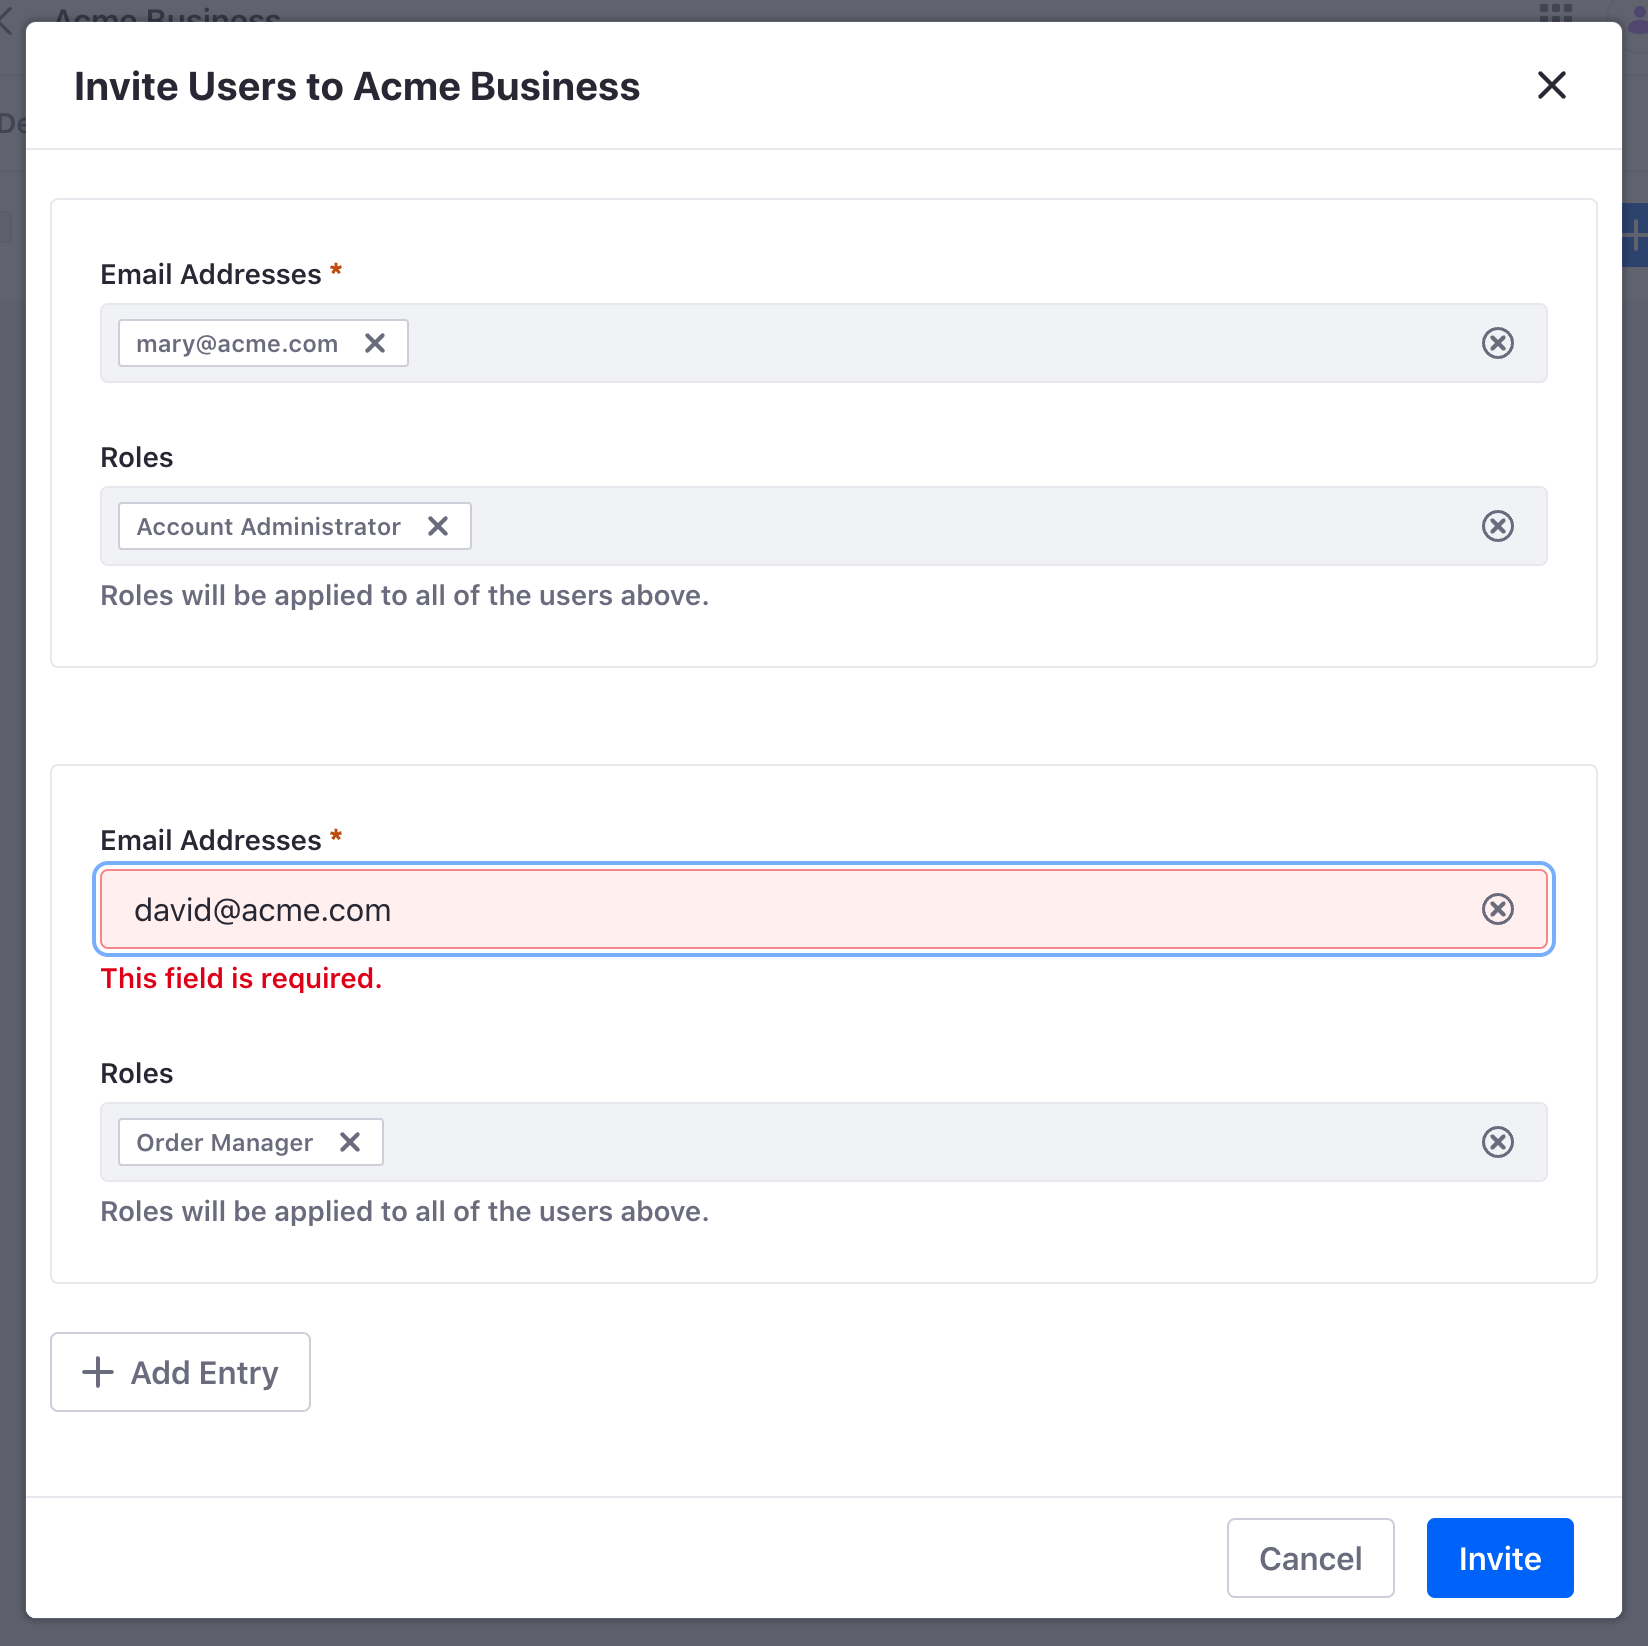 Acme Business
Invite Users to Acme Business
De
Email Addresses *
mary@acme.com
Roles
Account Administrator
Roles will be applied to all of the users above.
Email Addresses *
david@acme.com
This field is required.
Roles
Order Manager
Roles will be applied to all of the users above.
Add Entry
Cancel
Invite